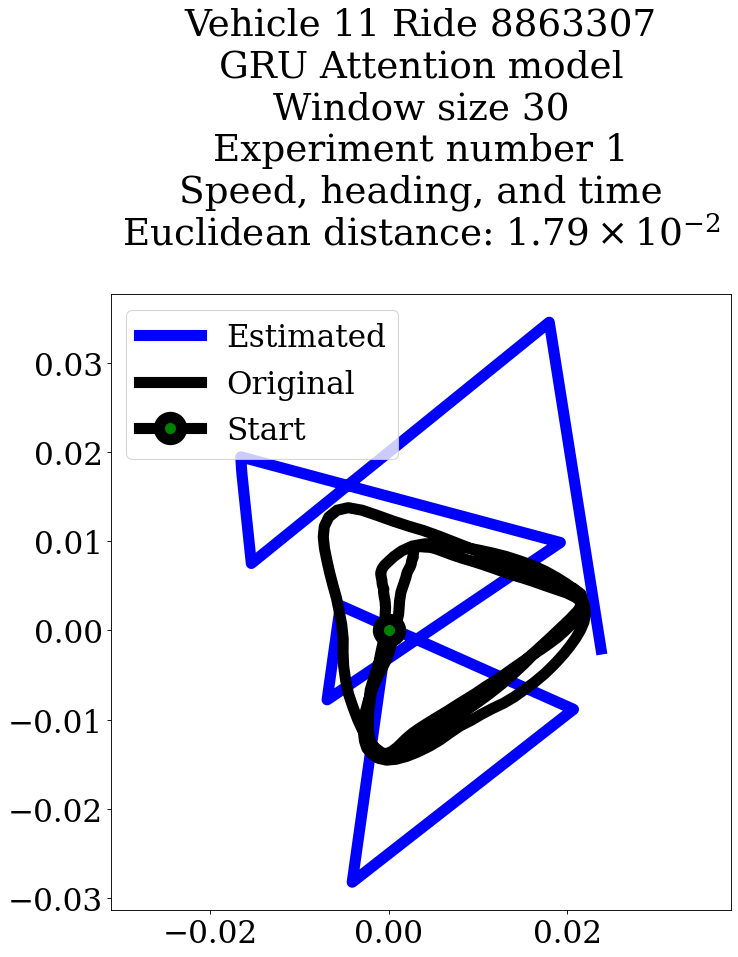 Vehicle 11 Ride 8863307
GRU Attention model
Window size 30
Experiment number 1
Speed, heading, and time
Euclidean distance: 1.79 × 10⁻²
Estimated
Original
Start
0.03
0.02
0.01
0.00
−0.01
−0.02
−0.03
−0.02
0.00
0.02